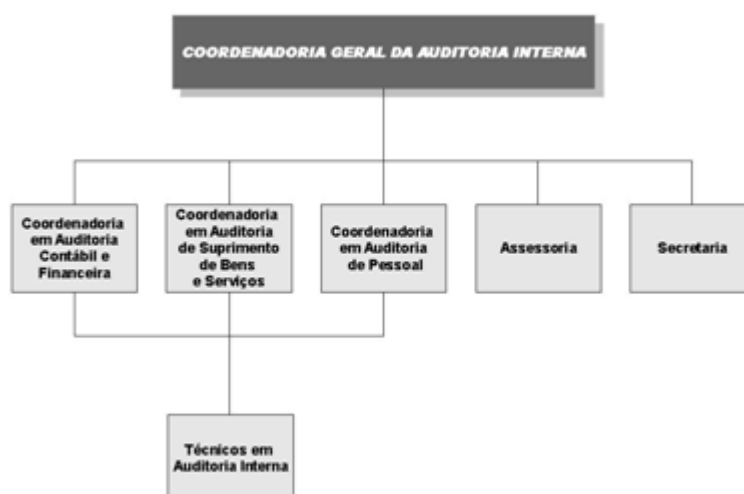 COORDENADORIA GERAL DA AUDITORIA INTERNA
Coordenadoria
em Auditoria
Contábil e
Financeira
Coordenadoria
em Auditoria
de Suprimento
de Bens
e Serviços
Coordenadoria
em Auditoria
de Pessoal
Assessoria
Secretaria
Técnicos em
Auditoria Interna